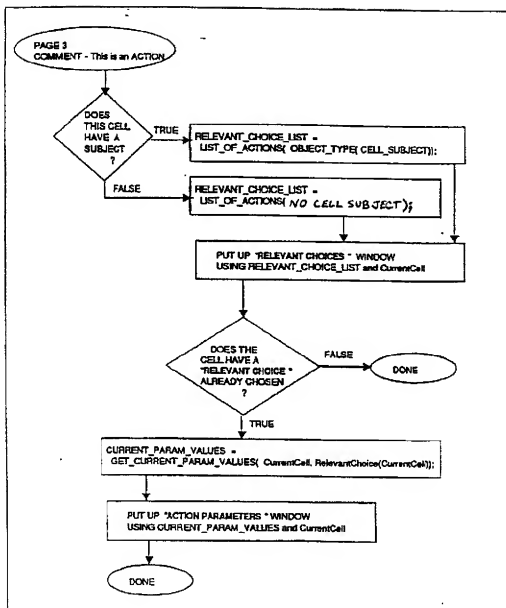 PAGE 3
COMMENT - This is an ACTION
DOES
THIS CELL
HAVE A
SUBJECT
?
TRUE
RELEVANT_CHOICE_LIST =
LIST_OF_ACTIONS( OBJECT_TYPE( CELL_SUBJECT));
FALSE
RELEVANT_CHOICE_LIST =
LIST_OF_ACTIONS( NO CELL SUBJECT);
PUT UP "RELEVANT CHOICES " WINDOW
USING RELEVANT_CHOICE_LIST and CurrentCell
DOES THE
CELL HAVE A
"RELEVANT CHOICE "
ALREADY CHOSEN
?
FALSE
DONE
TRUE
CURRENT_PARAM_VALUES =
GET_CURRENT_PARAM_VALUES( CurrentCell, RelevantChoice(CurrentCell));
PUT UP "ACTION PARAMETERS " WINDOW
USING CURRENT_PARAM_VALUES and CurrentCell
DONE